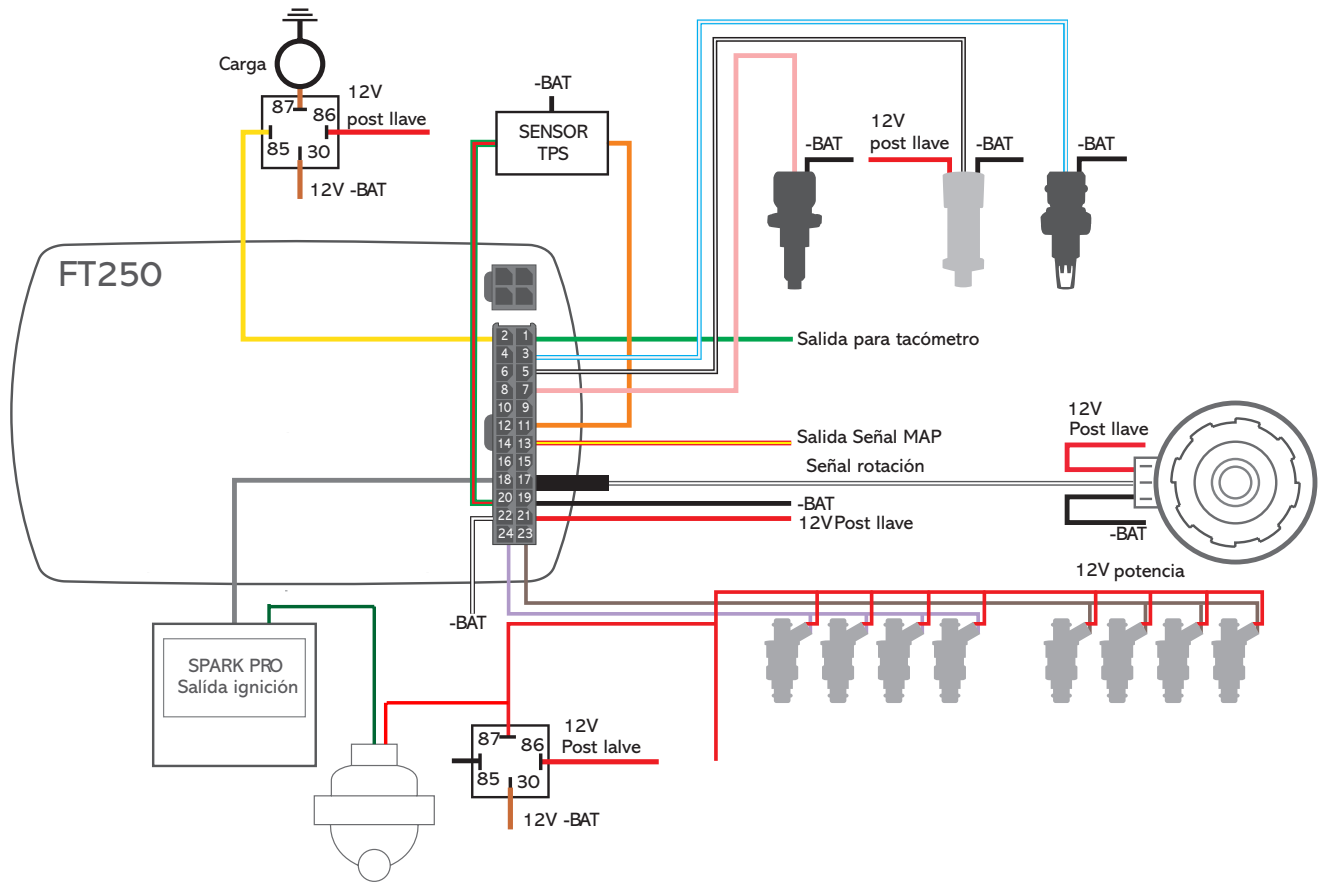 Carga
87
86
85
30
12V
post llave
12V -BAT
-BAT
SENSOR
TPS
-BAT
12V
post llave
-BAT
-BAT
FT250
2 1
4 3
6 5
8 7
10 9
12 11
14 13
16 15
18 17
20 19
22 21
24 23
Salida para tacómetro
Salida Señal MAP
Señal rotación
-BAT
12VPost llave
12V
Post llave
-BAT
12V potencia
-BAT
SPARK PRO
Salída ignición
87
86
85
30
12V
Post lalve
12V -BAT